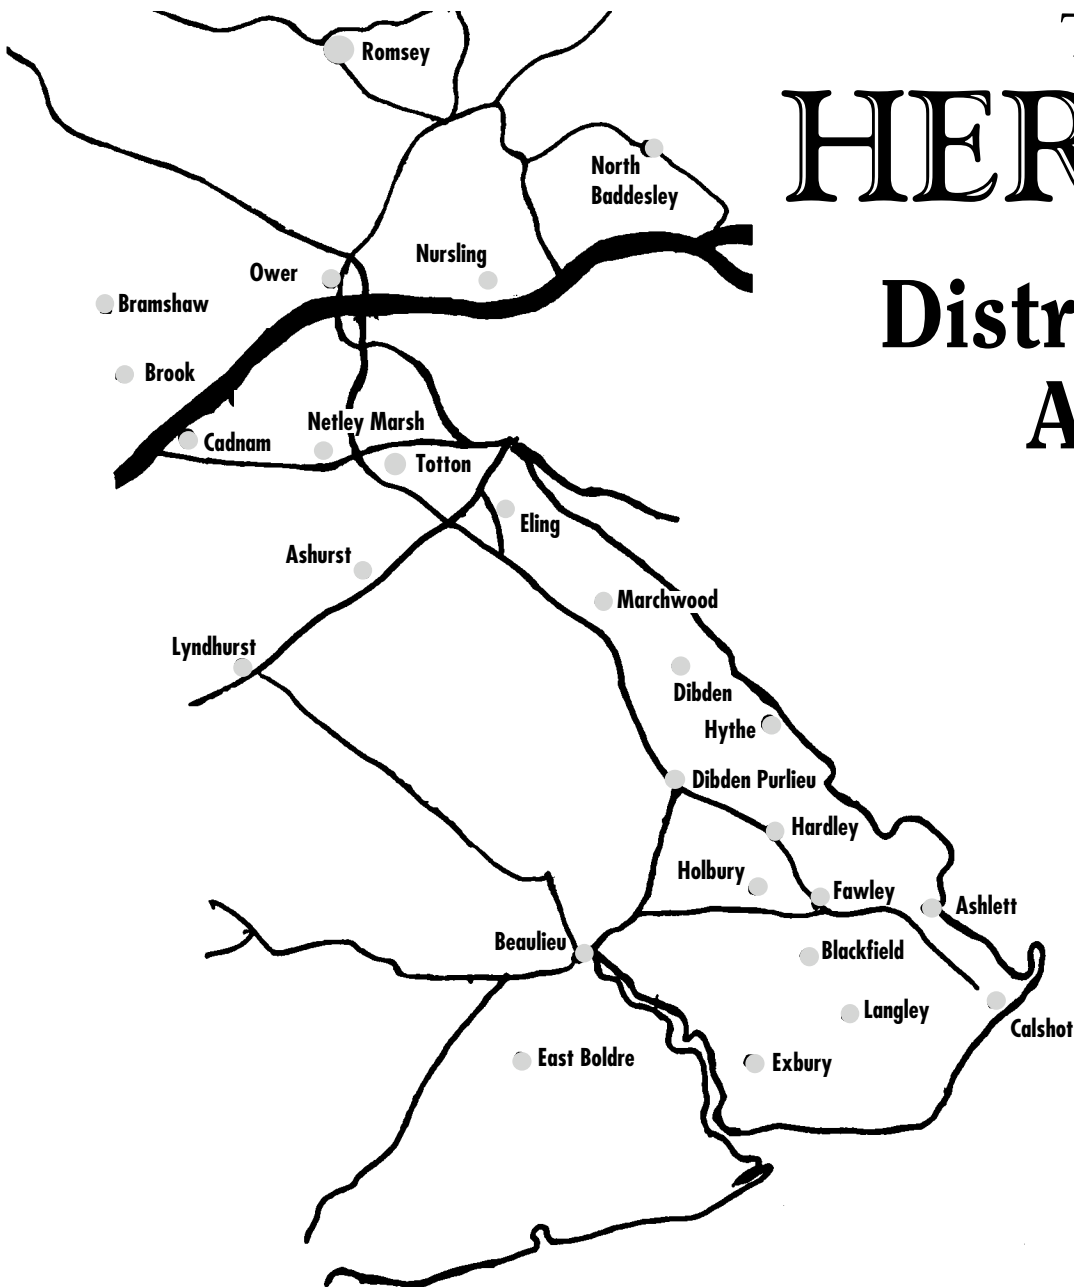 Romsey
HER
North
Baddesley
Nursling
Ower
Distr
Bramshaw
Brook
A
Netley Marsh
Cadnam
Totton
Eling
Ashurst
Marchwood
Lyndhurst
Dibden
Hythe
Dibden Purlieu
Hardley
Holbury
Fawley
Ashlett
Beaulieu
Blackfield
Langley
Calshot
East Boldre
Exbury